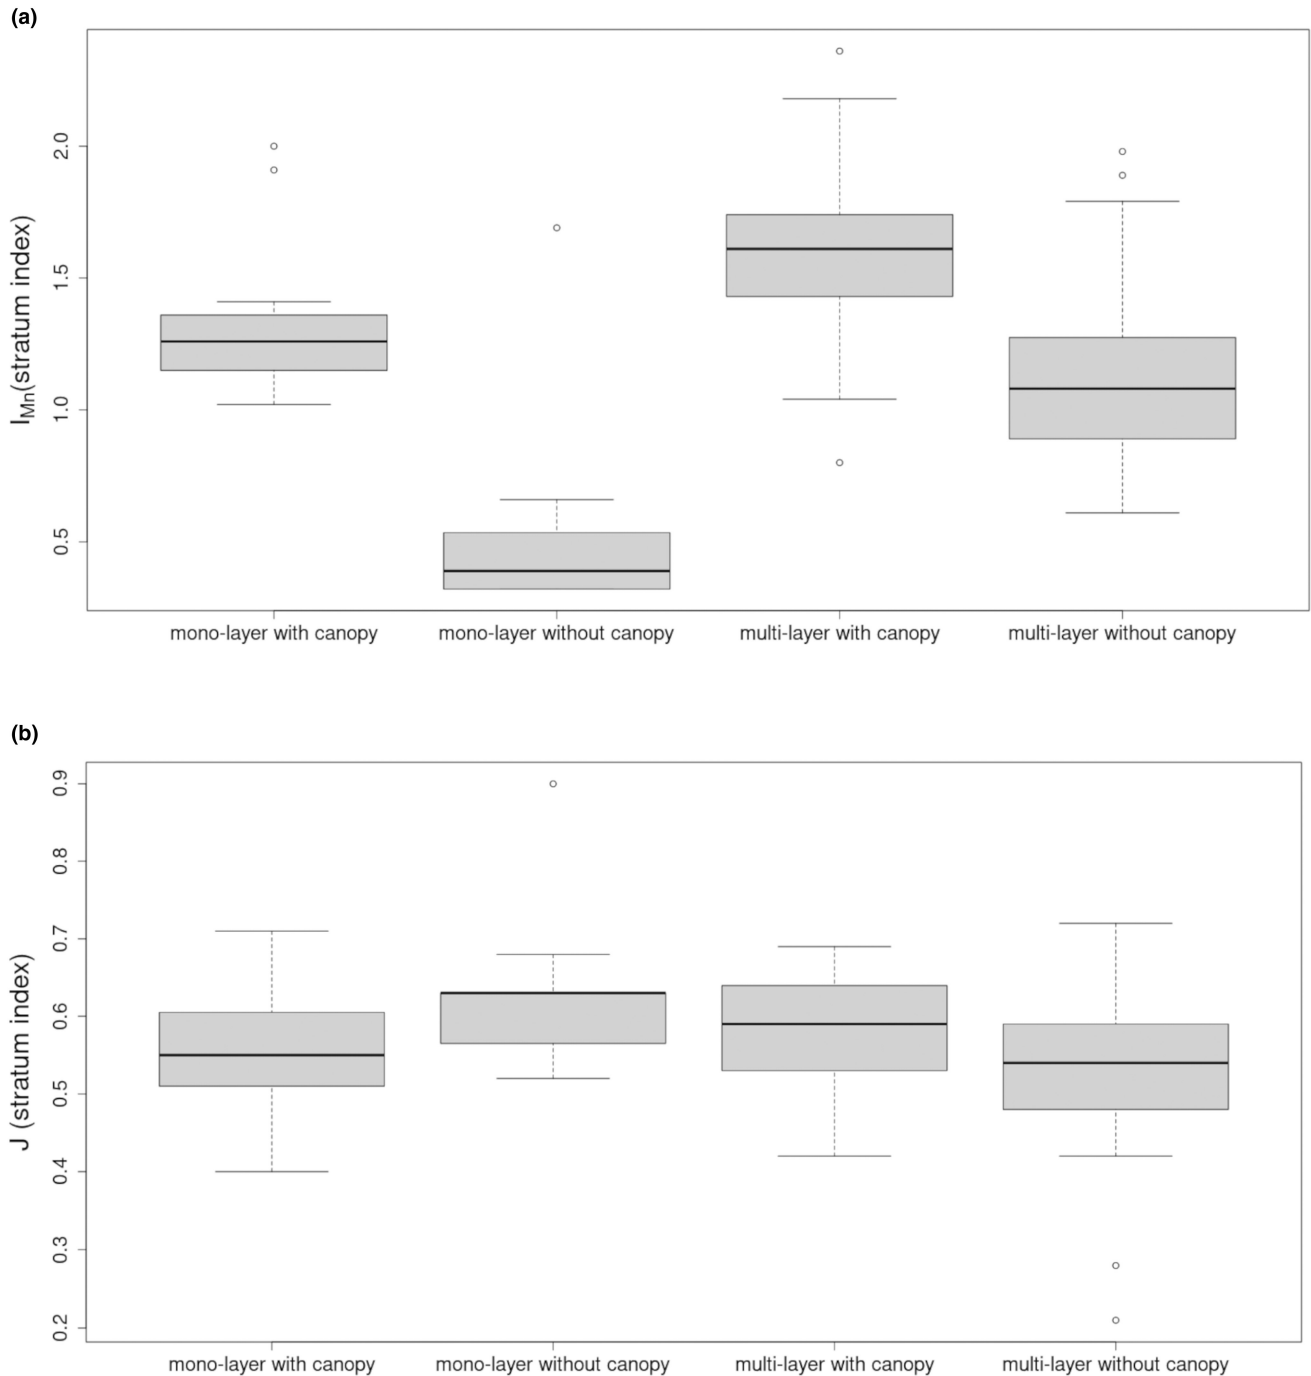 (a)
I_Mn(stratum index)
2.0
1.5
1.0
0.5
mono-layer with canopy mono-layer without canopy multi-layer with canopy multi-layer without canopy
(b)
J (stratum index)
0.9
0.8
0.7
0.6
0.5
0.4
0.3
0.2
mono-layer with canopy mono-layer without canopy multi-layer with canopy multi-layer without canopy